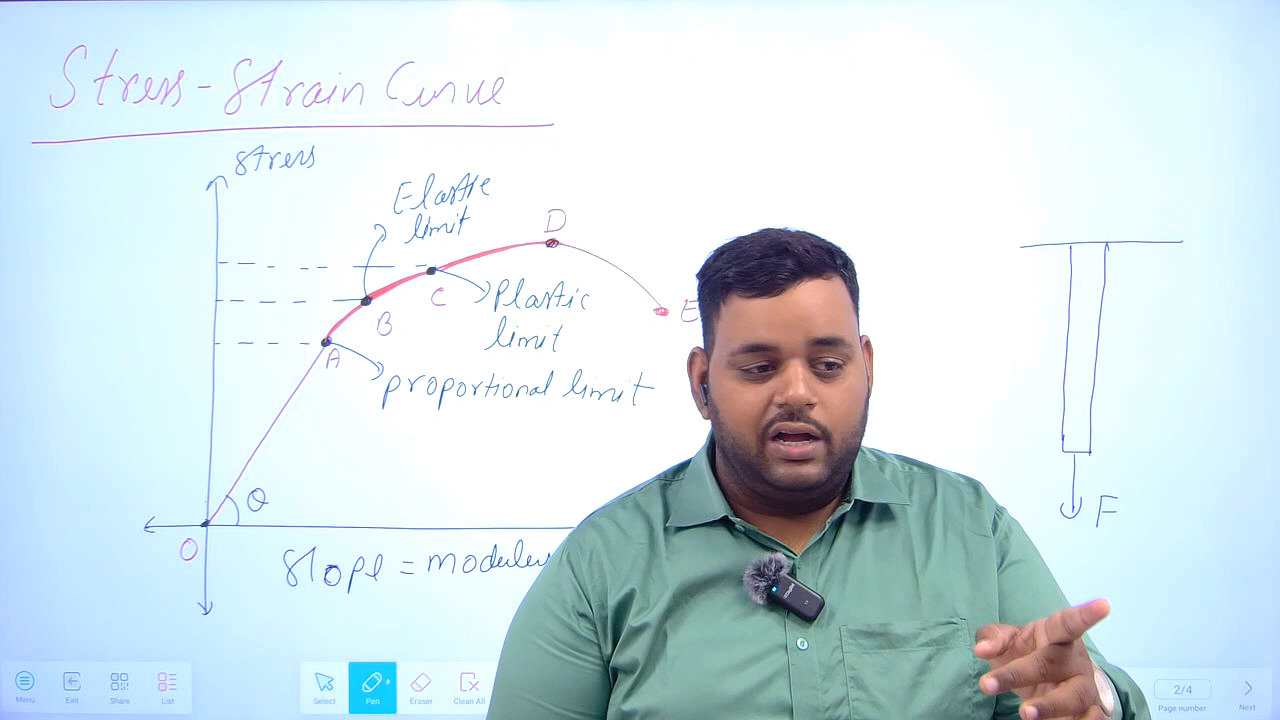 Stress-Strain Curve
stress
Elastic
limit
D
C
Plastic
limit
E
B
A
proportional limit
θ
O
slope = modulus
F
Menu
Exit
Share
List
Select
Pen
Eraser
Clean All
2/4
Page number
Next